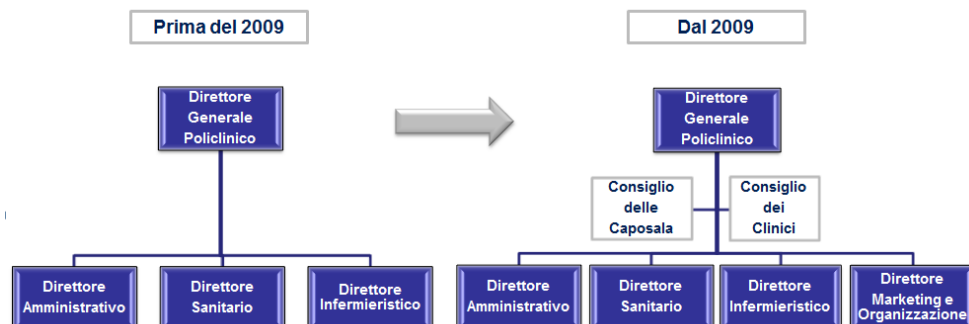 Prima del 2009
Dal 2009
Direttore
Generale
Policlinico
Direttore
Generale
Policlinico
Consiglio
delle
Caposala
Consiglio
dei
Clinici
Direttore
Amministrativo
Direttore
Sanitario
Direttore
Infermieristico
Direttore
Amministrativo
Direttore
Sanitario
Direttore
Infermieristico
Direttore
Marketing e
Organizzazione